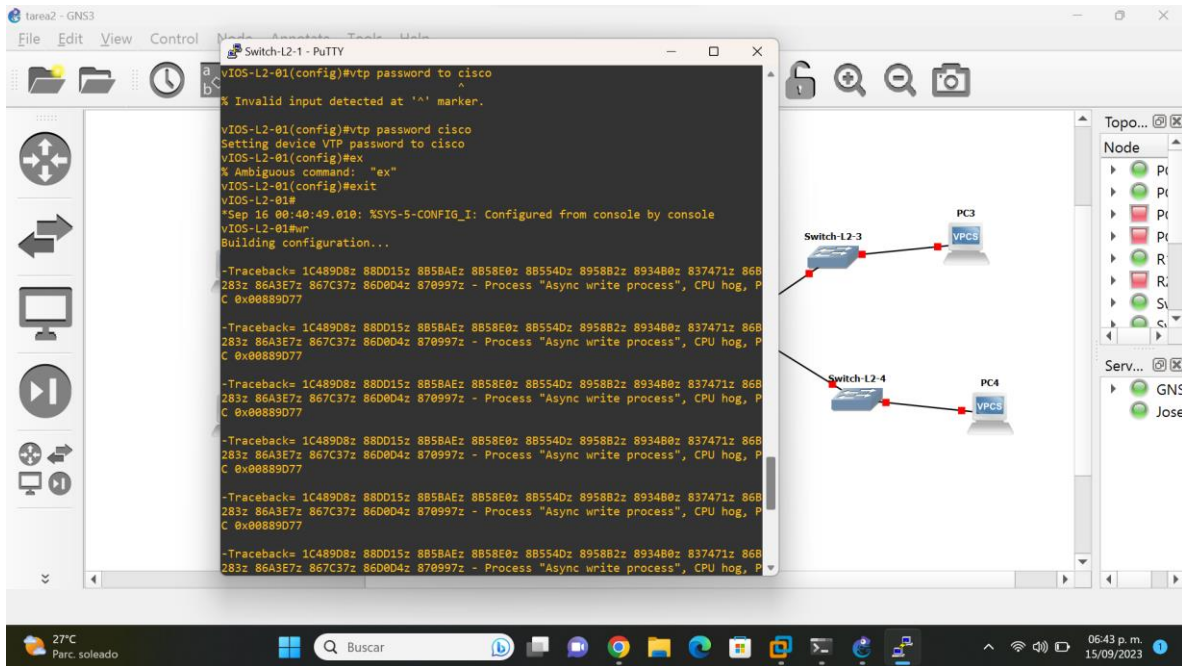 tarea2 - GNS3
File Edit View Control Node Annotate Tools Help
Switch-L2-1 - PuTTY
vIOS-L2-01(config)#vtp password to cisco
^
% Invalid input detected at '^' marker.
vIOS-L2-01(config)#vtp password cisco
Setting device VTP password to cisco
vIOS-L2-01(config)#ex
% Ambiguous command:  "ex"
vIOS-L2-01(config)#exit
vIOS-L2-01#
*Sep 16 00:40:49.010: %SYS-5-CONFIG_I: Configured from console by console
vIOS-L2-01#wr
Building configuration...
-Traceback= 1C489D8z 88DD15z 8B5BAEz 8B58E0z 8B554Dz 8958B2z 8934B0z 837471z 86B
283z 86A3E7z 867C37z 86D0D4z 870997z - Process "Async write process", CPU hog, P
C 0x00889D77
-Traceback= 1C489D8z 88DD15z 8B5BAEz 8B58E0z 8B554Dz 8958B2z 8934B0z 837471z 86B
283z 86A3E7z 867C37z 86D0D4z 870997z - Process "Async write process", CPU hog, P
C 0x00889D77
-Traceback= 1C489D8z 88DD15z 8B5BAEz 8B58E0z 8B554Dz 8958B2z 8934B0z 837471z 86B
283z 86A3E7z 867C37z 86D0D4z 870997z - Process "Async write process", CPU hog, P
C 0x00889D77
-Traceback= 1C489D8z 88DD15z 8B5BAEz 8B58E0z 8B554Dz 8958B2z 8934B0z 837471z 86B
283z 86A3E7z 867C37z 86D0D4z 870997z - Process "Async write process", CPU hog, P
C 0x00889D77
-Traceback= 1C489D8z 88DD15z 8B5BAEz 8B58E0z 8B554Dz 8958B2z 8934B0z 837471z 86B
283z 86A3E7z 867C37z 86D0D4z 870997z - Process "Async write process", CPU hog, P
C 0x00889D77
-Traceback= 1C489D8z 88DD15z 8B5BAEz 8B58E0z 8B554Dz 8958B2z 8934B0z 837471z 86B
283z 86A3E7z 867C37z 86D0D4z 870997z - Process "Async write process", CPU hog, P
PC3
Switch-L2-3
VPCS
Switch-L2-4
PC4
VPCS
Topo...
Node
Serv...
GNS
Jose
27°C
Parc. soleado
Buscar
06:43 p. m.
15/09/2023
1